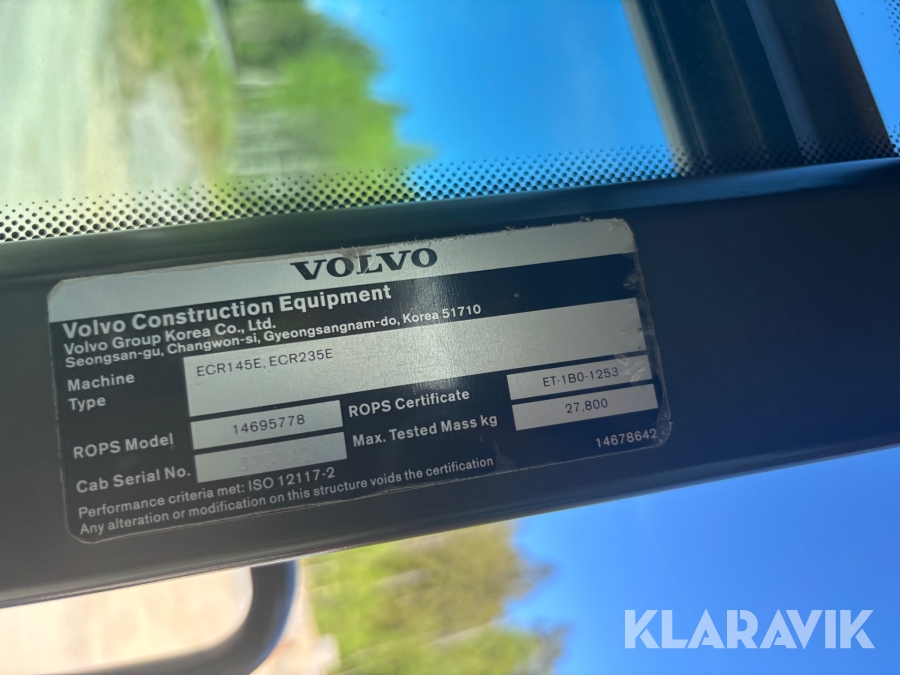 VOLVO
Volvo Construction Equipment
Volvo Group Korea Co., Ltd.
Seongsan-gu, Changwon-si, Gyeongsangnam-do, Korea 51710
Machine Type ECR145E, ECR235E
ROPS Model 14695778 ROPS Certificate ET-1B0-1253
Cab Serial No. Max. Tested Mass kg 27,800
14678642
Performance criteria met: ISO 12117-2
Any alteration or modification on this structure voids the certification
KLARAVIK